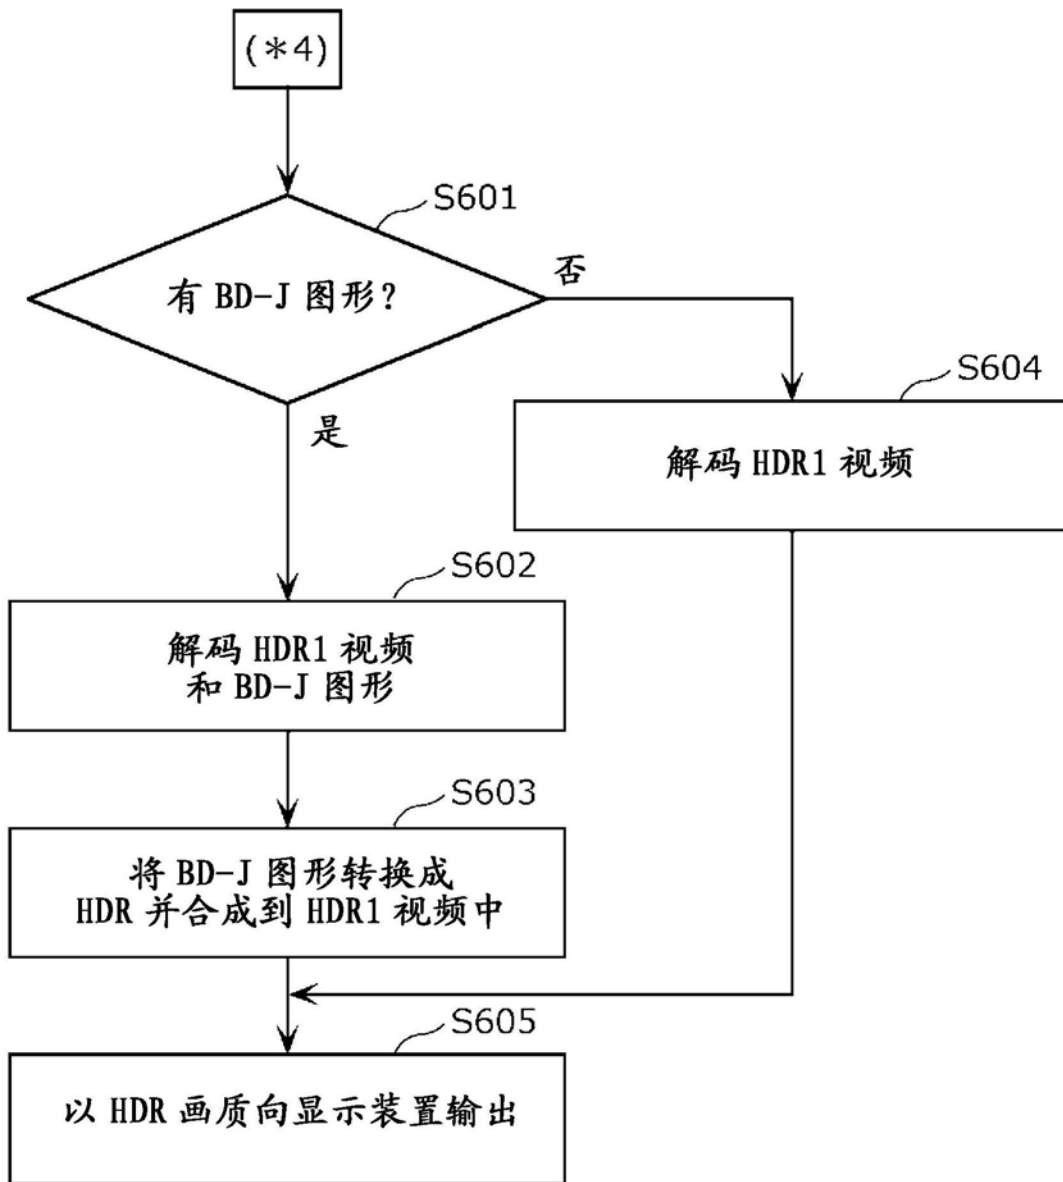 (*4)
S601
有 BD-J 图形?
否
是
S604
解码 HDR1 视频
S602
解码 HDR1 视频
和 BD-J 图形
S603
将 BD-J 图形转换成
HDR 并合成到 HDR1 视频中
S605
以 HDR 画质向显示装置输出